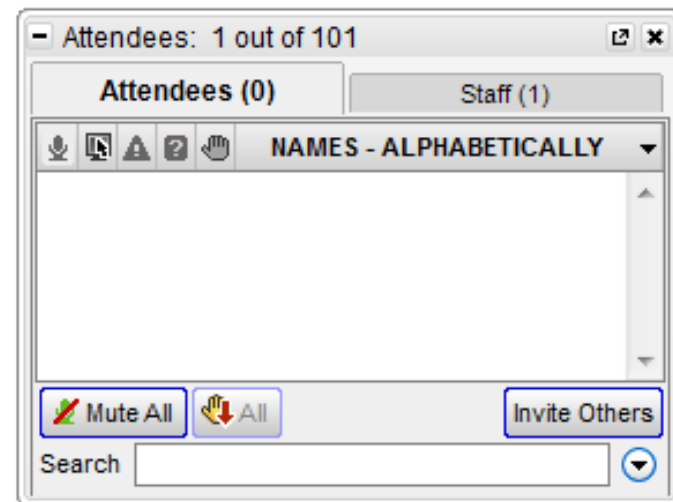 Attendees: 1 out of 101
Attendees (0) Staff (1)
NAMES - ALPHABETICALLY
Mute All All Invite Others
Search